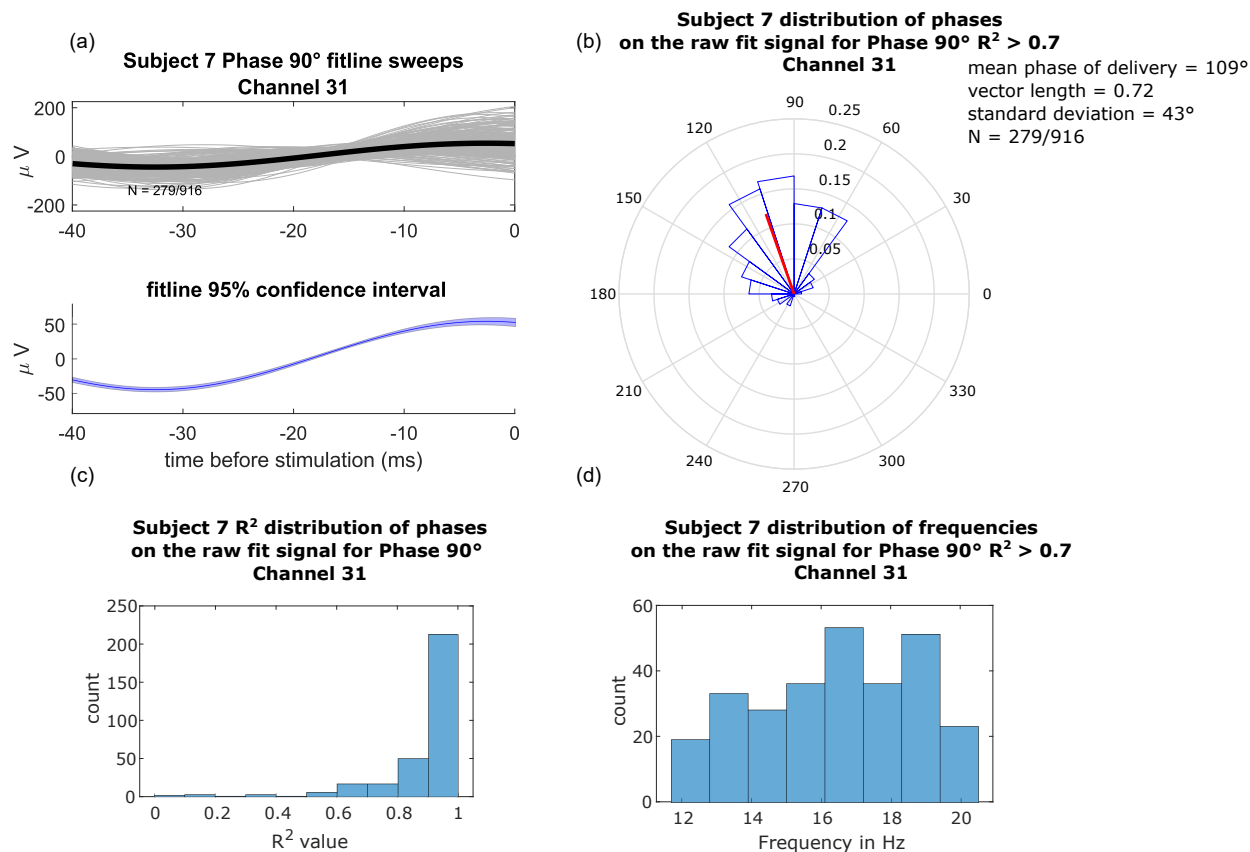 (a)
Subject 7 Phase 90° fitline sweeps
Channel 31
200
0
-200
μ V
N = 279/916
-40
-30
-20
-10
0
fitline 95% confidence interval
50
0
-50
μ V
-40
-30
-20
-10
0
time before stimulation (ms)
(b)
Subject 7 distribution of phases
on the raw fit signal for Phase 90° R² > 0.7
Channel 31
mean phase of delivery = 109°
vector length = 0.72
standard deviation = 43°
N = 279/916
90
0.25
120
60
0.2
0.15
150
30
0.1
0.05
180
0
210
330
240
300
270
(c)
Subject 7 R² distribution of phases
on the raw fit signal for Phase 90°
Channel 31
250
200
150
100
50
0
count
0
0.2
0.4
0.6
0.8
1
R² value
(d)
Subject 7 distribution of frequencies
on the raw fit signal for Phase 90° R² > 0.7
Channel 31
60
40
20
0
count
12
14
16
18
20
Frequency in Hz